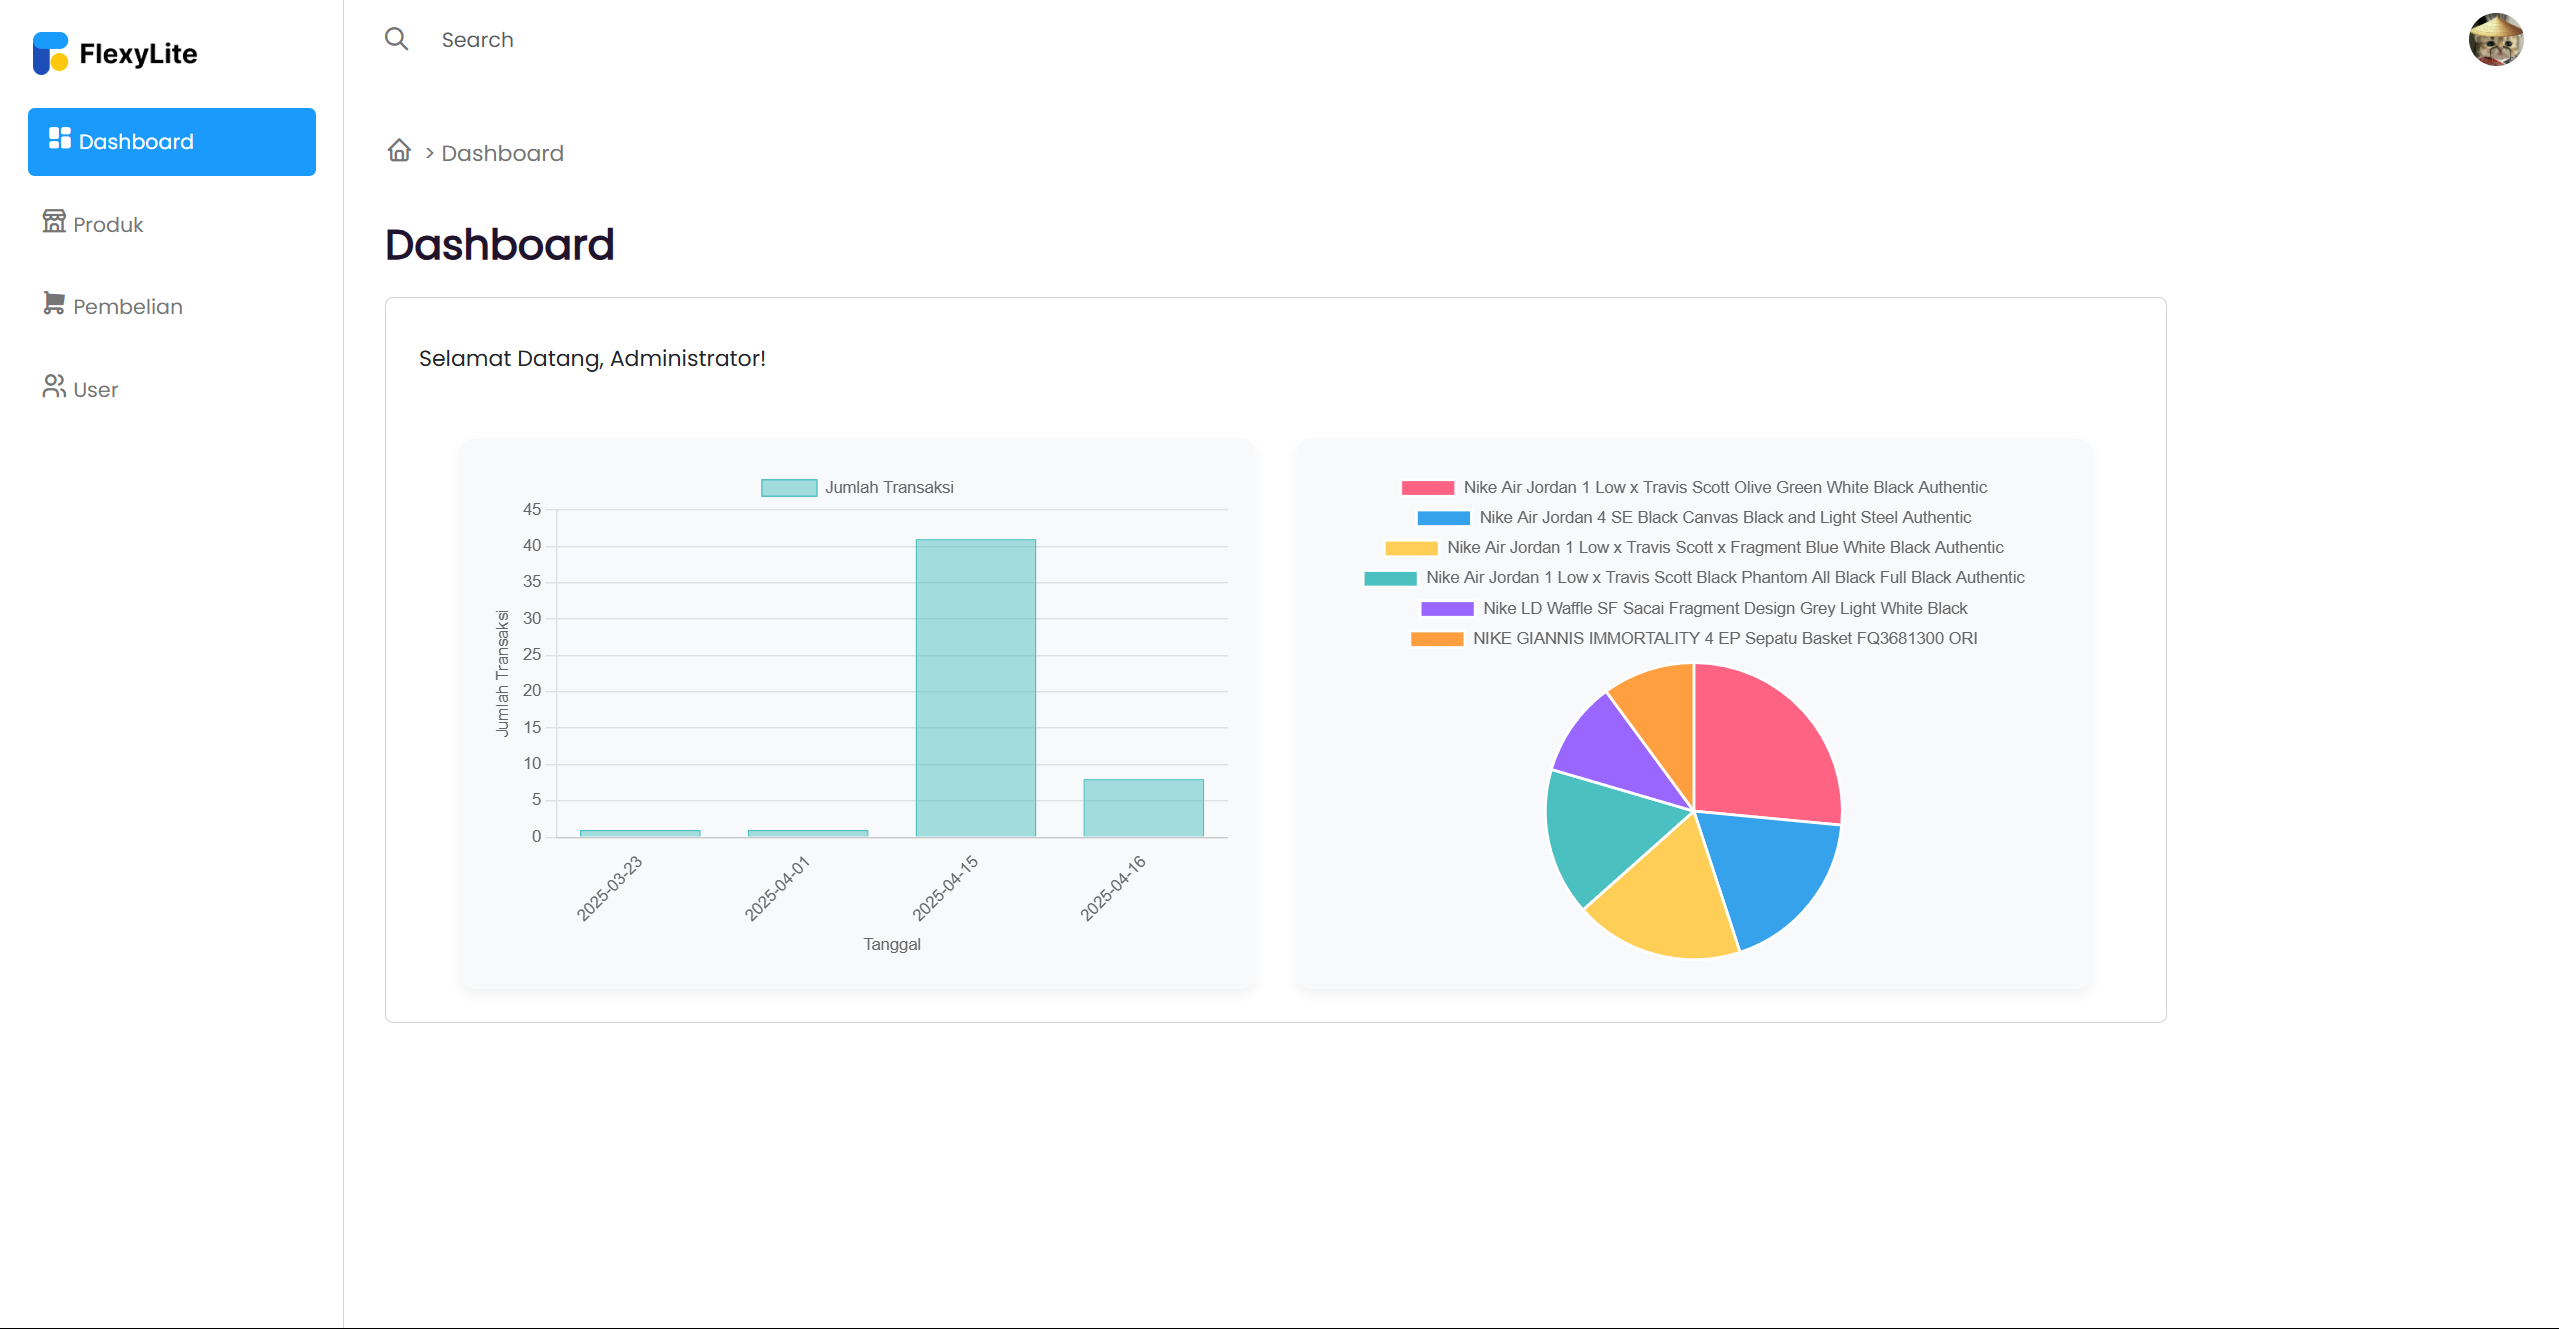 FlexyLite
Search
Dashboard
Produk
Pembelian
User
> Dashboard
Dashboard
Selamat Datang, Administrator!
Jumlah Transaksi
45
40
35
30
25
20
15
10
5
0
Jumlah Transaksi
2025-03-23
2025-04-01
2025-04-15
2025-04-16
Tanggal
Nike Air Jordan 1 Low x Travis Scott Olive Green White Black Authentic
Nike Air Jordan 4 SE Black Canvas Black and Light Steel Authentic
Nike Air Jordan 1 Low x Travis Scott x Fragment Blue White Black Authentic
Nike Air Jordan 1 Low x Travis Scott Black Phantom All Black Full Black Authentic
Nike LD Waffle SF Sacai Fragment Design Grey Light White Black
NIKE GIANNIS IMMORTALITY 4 EP Sepatu Basket FQ3681300 ORI